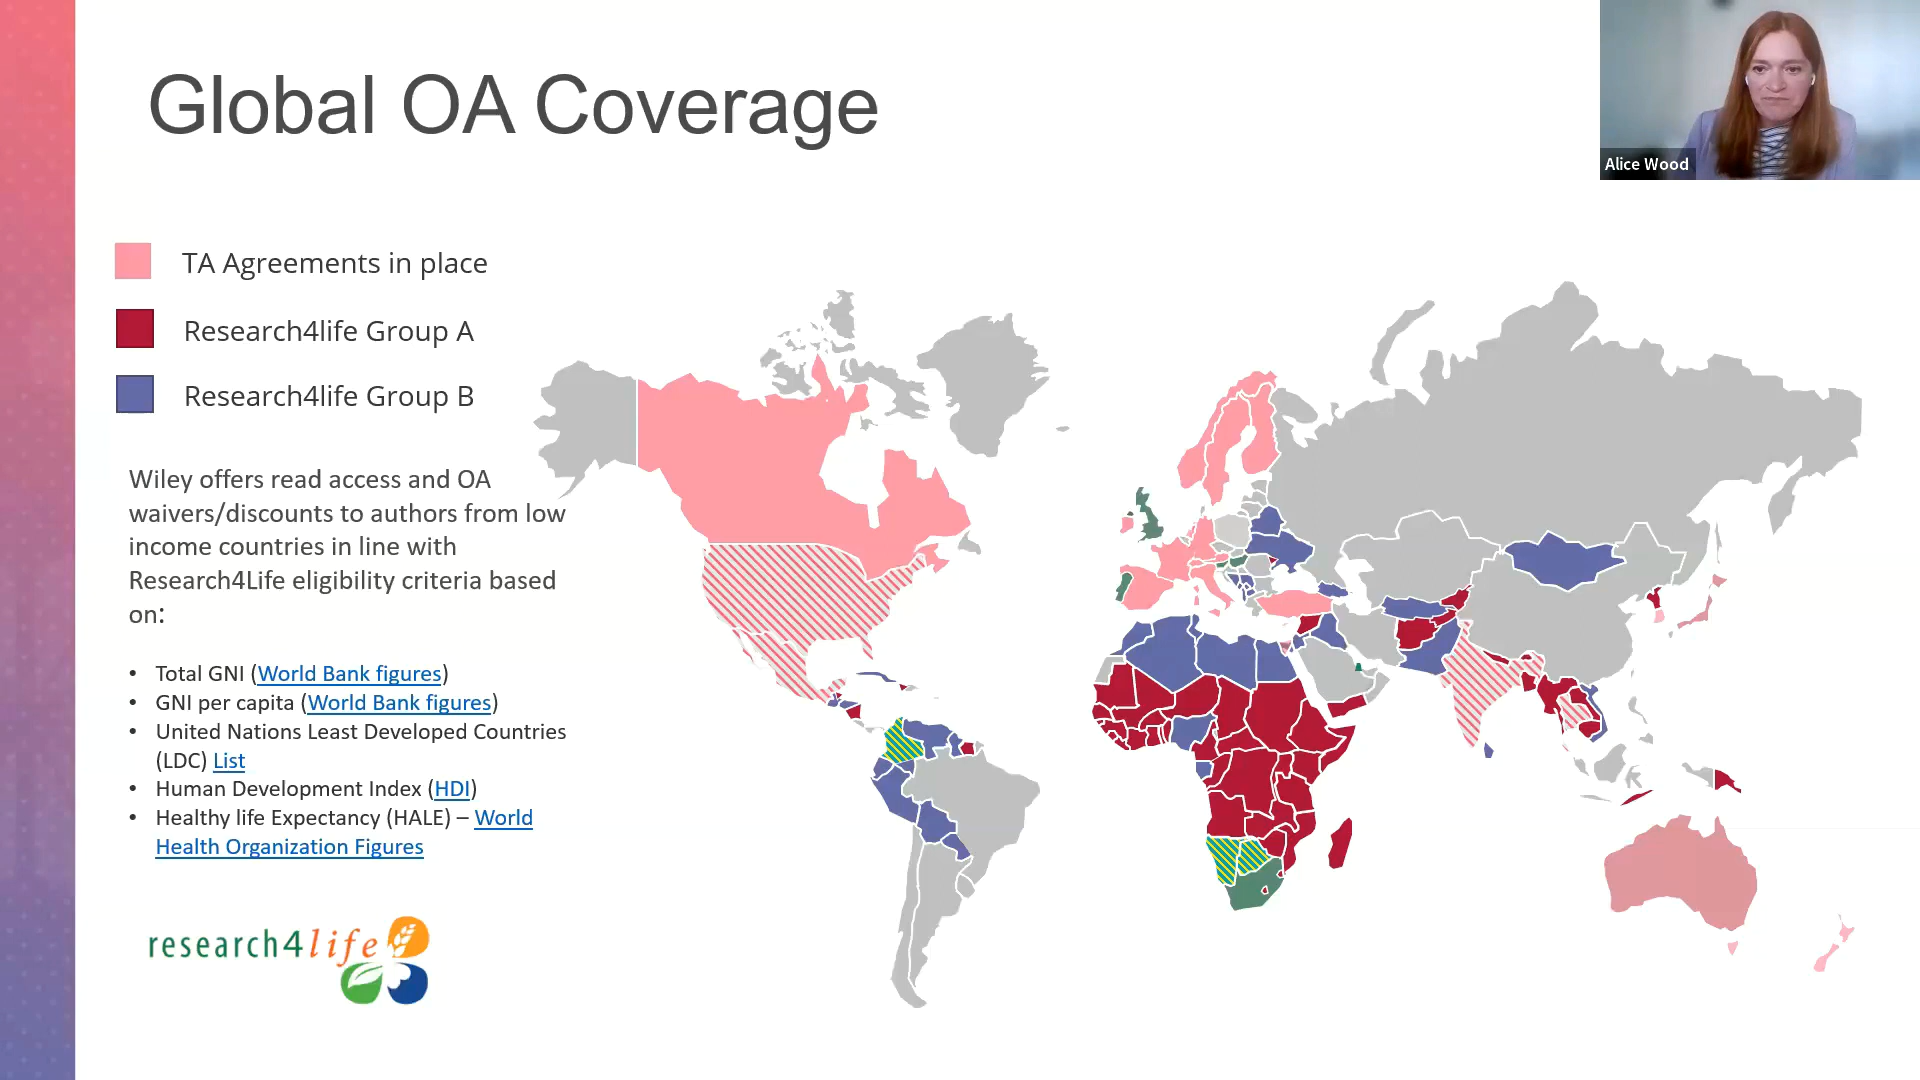 Global OA Coverage
Alice Wood
TA Agreements in place
Research4life Group A
Research4life Group B
Wiley offers read access and OA
waivers/discounts to authors from low
income countries in line with
Research4Life eligibility criteria based
on:
• Total GNI (World Bank figures)
• GNI per capita (World Bank figures)
• United Nations Least Developed Countries
(LDC) List
• Human Development Index (HDI)
• Healthy life Expectancy (HALE) – World
Health Organization Figures
research4life